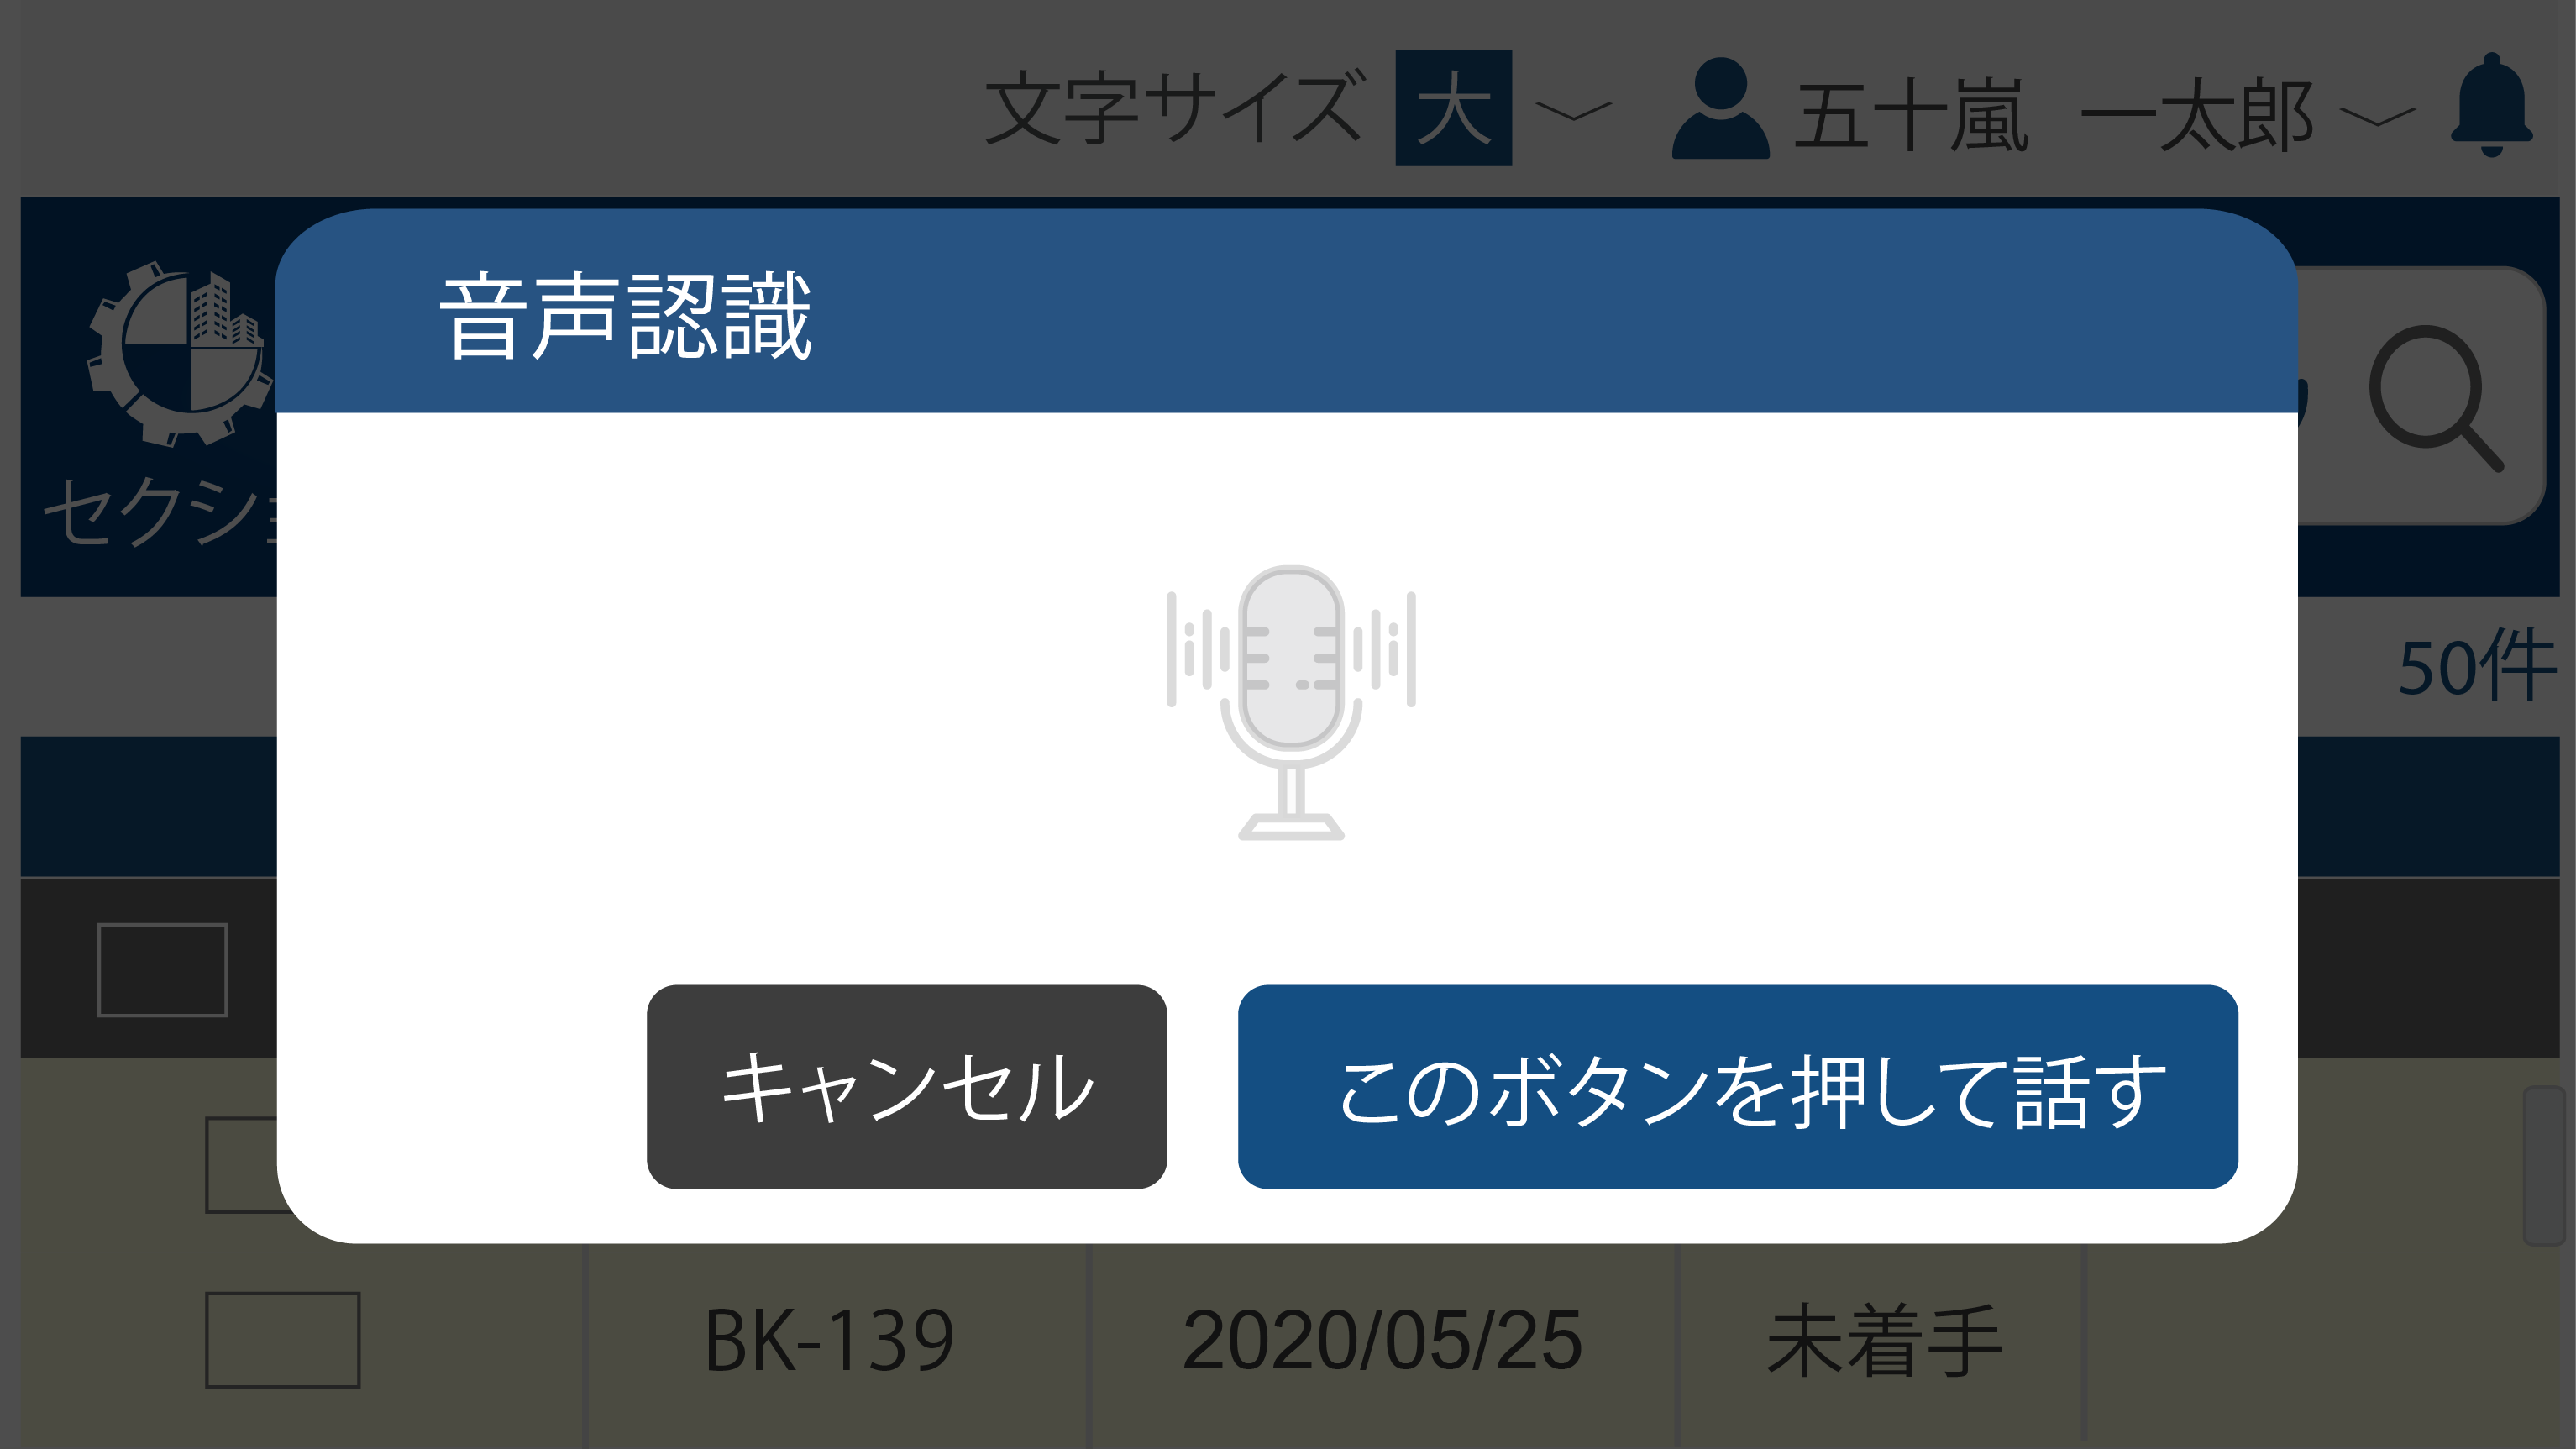 文字サイズ 大 五十嵐 一太郎
音声認識
セクショ
50件
キャンセル このボタンを押して話す
BK-139 2020/05/25 未着手